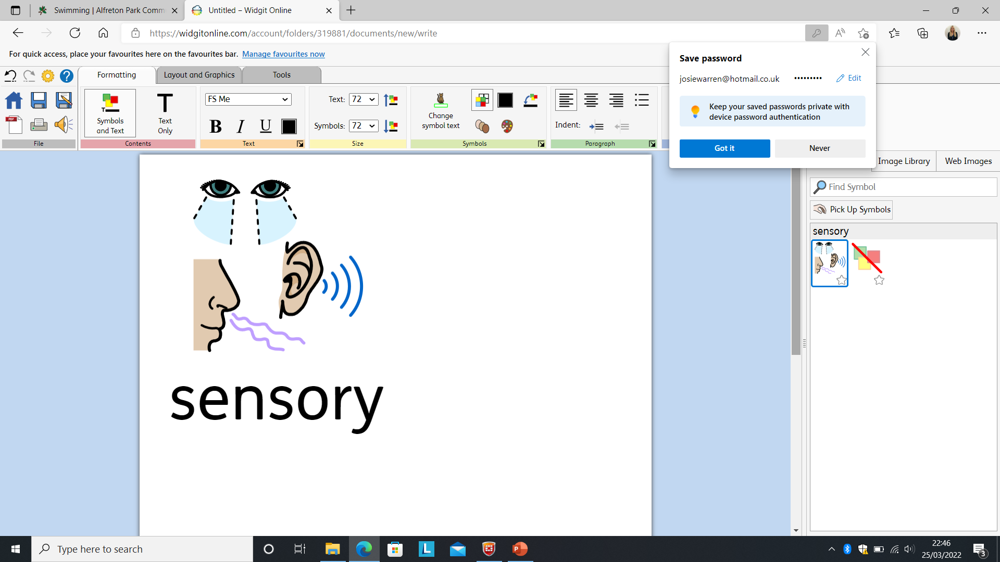 Swimming | Alfreton Park Comm
Untitled – Widgit Online
https://widgitonline.com/account/folders/319881/documents/new/write
For quick access, place your favourites here on the favourites bar. Manage favourites now
Save password
josiewarren@hotmail.co.uk ••••••••• Edit
Keep your saved passwords private with
device password authentication
Got it
Never
Formatting
Layout and Graphics
Tools
PDF
File
Symbols
and Text
Text
Only
Contents
FS Me
B I U
Text
Text: 72
Symbols: 72
Size
Change
symbol text
Symbols
Indent:
Paragraph
Image Library
Web Images
Find Symbol
Pick Up Symbols
sensory
sensory
Type here to search
22:46
25/03/2022
3